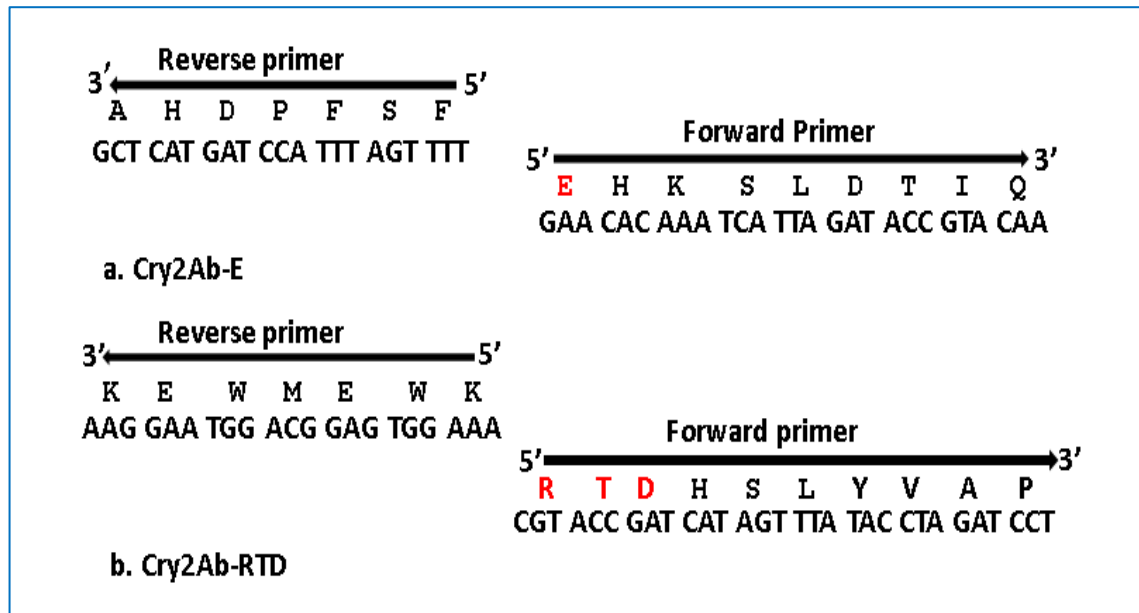 Reverse primer
3' 5'
A H D P F S F
GCT CAT GAT CCA TTT AGT TTT
Forward Primer
5' 3'
E H K S L D T I Q
GAA CAC AAA TCA TTA GAT ACC GTA CAA
a. Cry2Ab-E
Reverse primer
3' 5'
K E W M E W K
AAG GAA TGG ACG GAG TGG AAA
Forward primer
5' 3'
R T D H S L Y V A P
CGT ACC GAT CAT AGT TTA TAC CTA GAT CCT
b. Cry2Ab-RTD